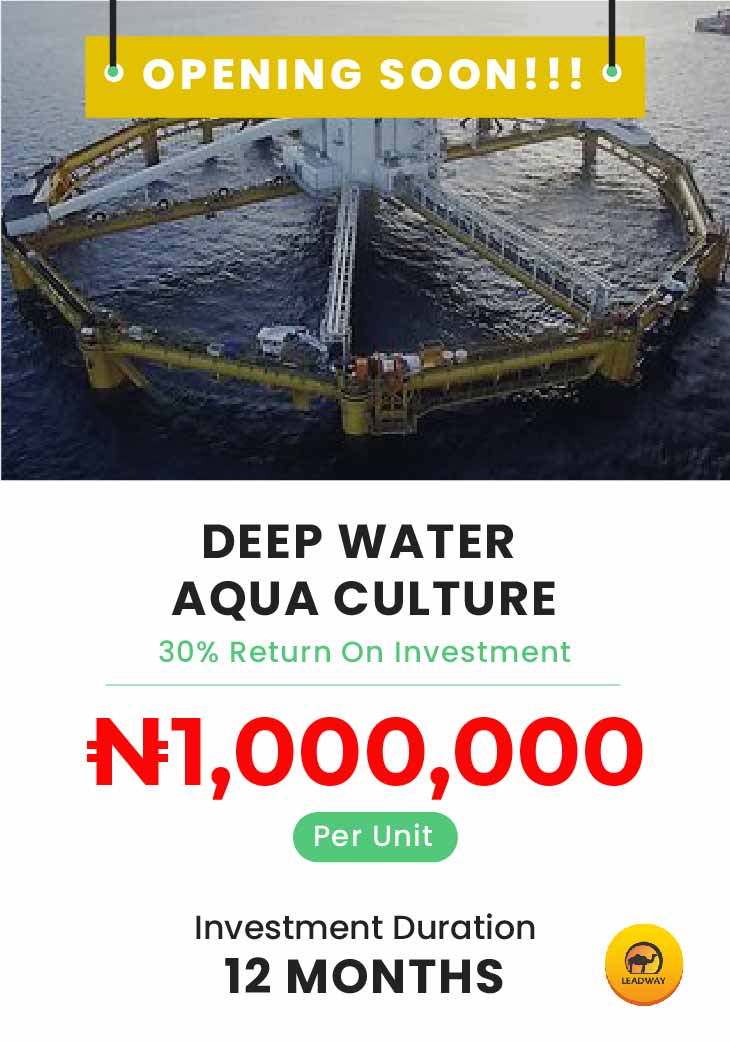 OPENING SOON!!!
DEEP WATER
AQUA CULTURE
30% Return On Investment
₦1,000,000
Per Unit
Investment Duration
12 MONTHS
LEADWAY